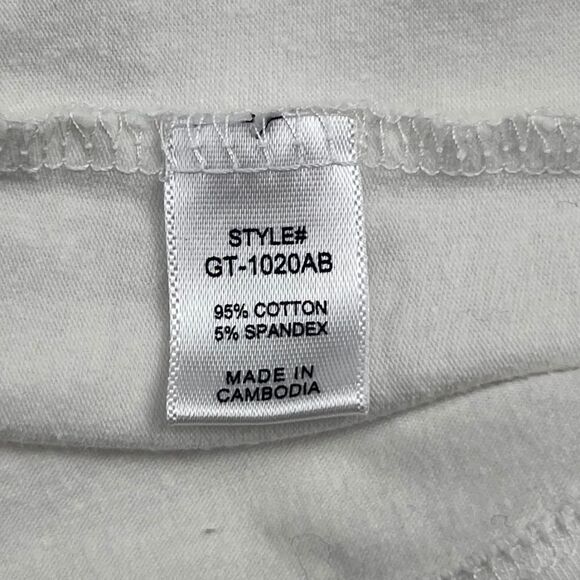 STYLE#
GT-1020AB
95% COTTON
5% SPANDEX
MADE IN
CAMBODIA